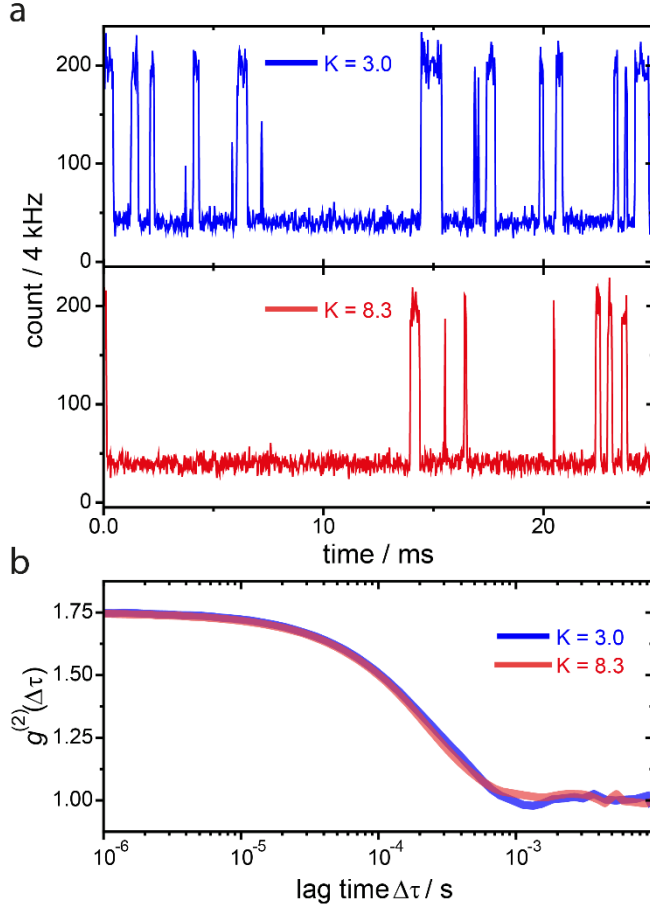 a
200
K = 3.0
100
0
count / 4 kHz
200
K = 8.3
100
0
0.0
10
20
time / ms
b
1.75
K = 3.0
1.50
K = 8.3
1.25
1.00
g(2)(Δτ)
10-6
10-5
10-4
10-3
lag time Δτ / s